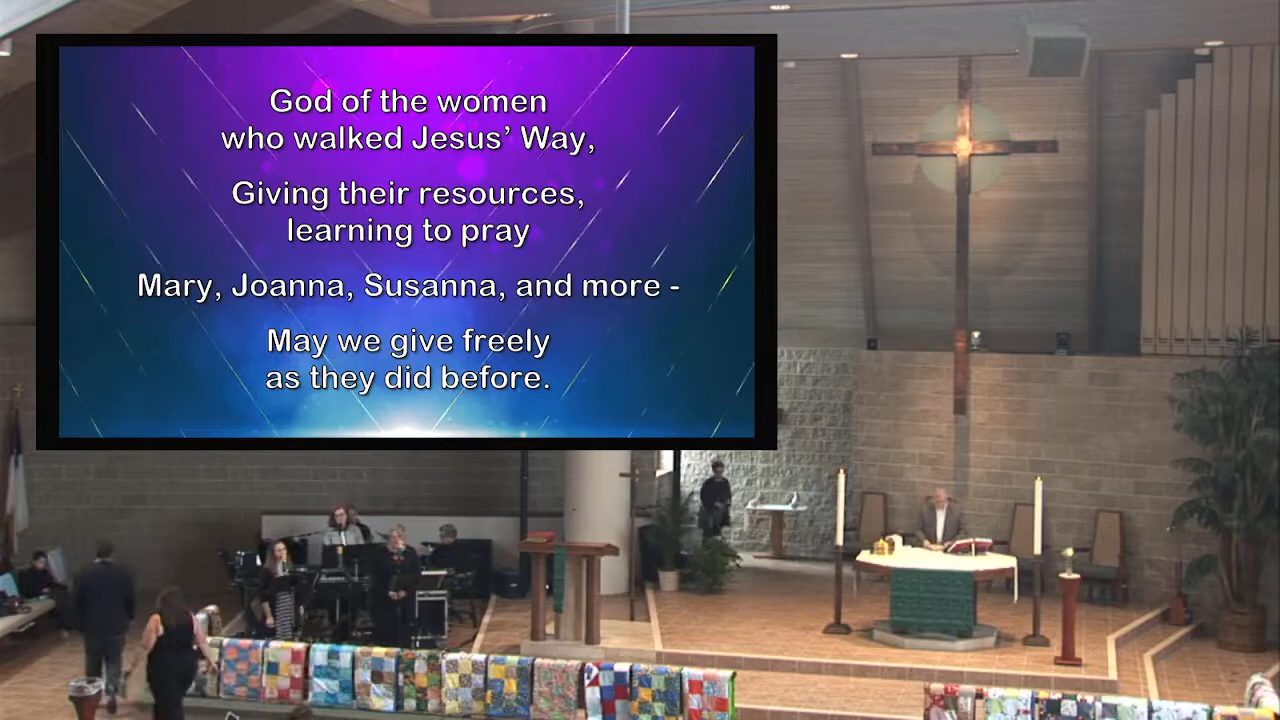 God of the women
who walked Jesus’ Way,
Giving their resources,
learning to pray
Mary, Joanna, Susanna, and more -
May we give freely
as they did before.